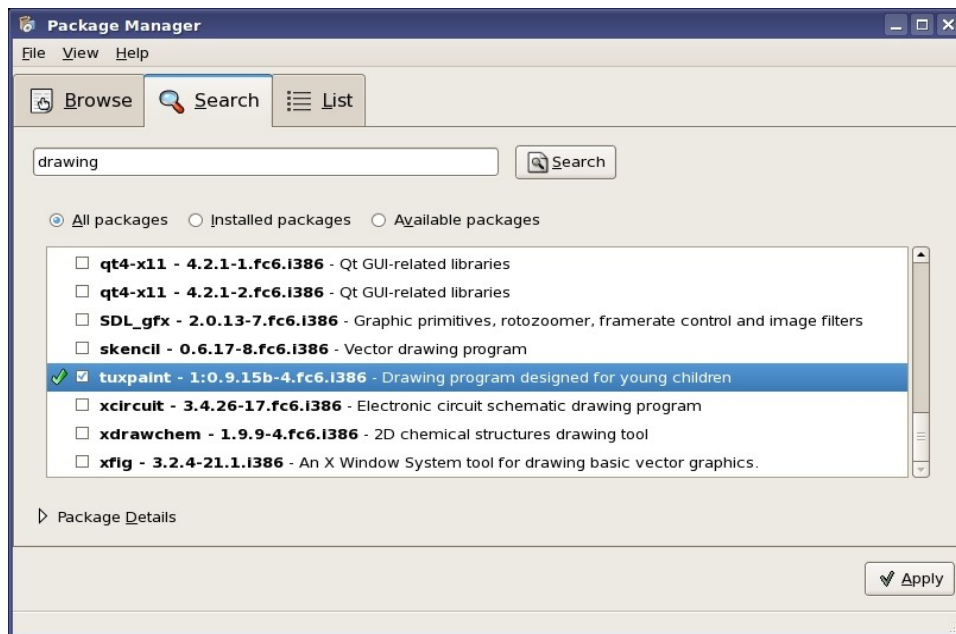 Package Manager
File View Help
Browse Search List
drawing Search
All packages Installed packages Available packages
qt4-x11 - 4.2.1-1.fc6.i386 - Qt GUI-related libraries
qt4-x11 - 4.2.1-2.fc6.i386 - Qt GUI-related libraries
SDL_gfx - 2.0.13-7.fc6.i386 - Graphic primitives, rotozoomer, framerate control and image filters
skencil - 0.6.17-8.fc6.i386 - Vector drawing program
tuxpaint - 1:0.9.15b-4.fc6.i386 - Drawing program designed for young children
xcircuit - 3.4.26-17.fc6.i386 - Electronic circuit schematic drawing program
xdrawchem - 1.9.9-4.fc6.i386 - 2D chemical structures drawing tool
xfig - 3.2.4-21.1.i386 - An X Window System tool for drawing basic vector graphics.
Package Details
Apply